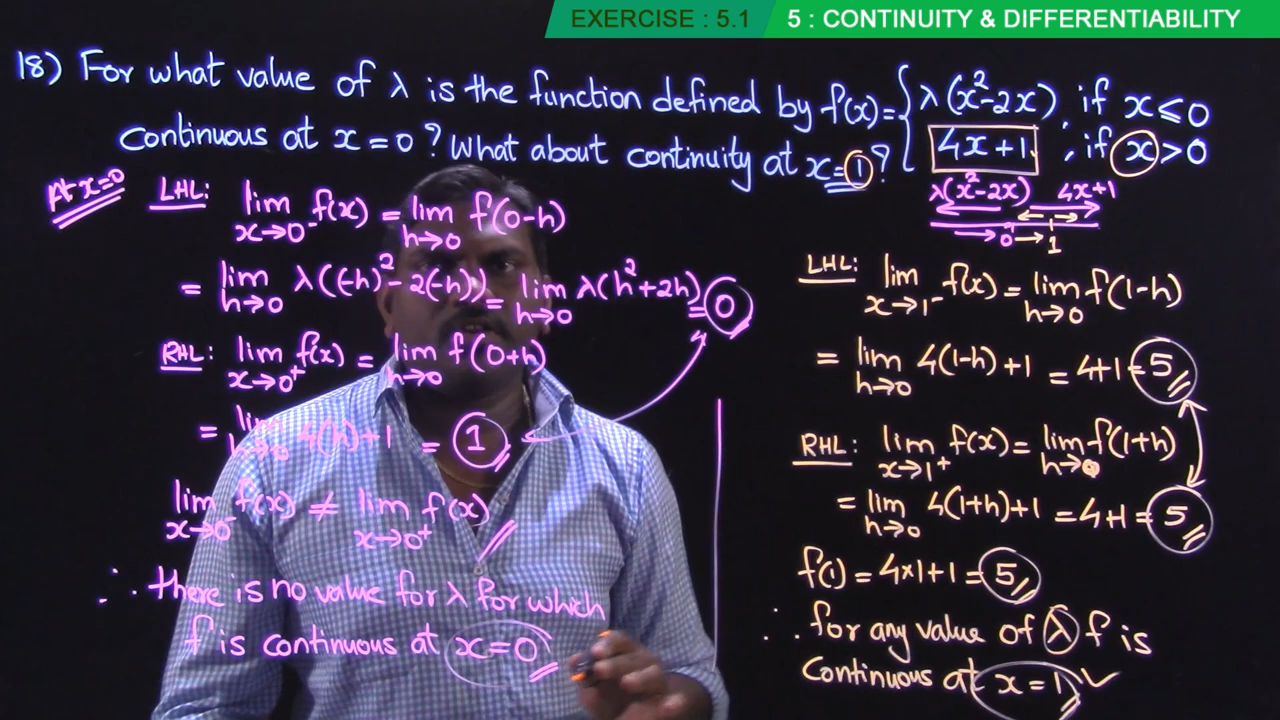 EXERCISE : 5.1
5 : CONTINUITY & DIFFERENTIABILITY
18) For what value of λ is the function defined by f(x)= { λ(x²-2x), if x≤0
continuous at x=0? What about continuity at x=1? 4x+1, if x>0
At x=0
LHL: lim x→0⁻ f(x) = lim h→0 f(0-h)
= lim h→0 λ((-h)²-2(-h)) = lim h→0 λ(h²+2h) = 0
RHL: lim x→0⁺ f(x) = lim h→0 f(0+h)
= lim h→0 4(h)+1 = 1
lim x→0⁻ f(x) ≠ lim x→0⁺ f(x)
∴ there is no value for λ for which
f is continuous at x=0
λ(x²-2x) 4x+1
0 → 1
LHL: lim x→1⁻ f(x) = lim h→0 f(1-h)
= lim h→0 4(1-h)+1 = 4+1 = 5
RHL: lim x→1⁺ f(x) = lim h→0 f(1+h)
= lim h→0 4(1+h)+1 = 4+1 = 5
f(1) = 4×1+1 = 5
∴ for any value of λ f is
continuous at x=1 ✓